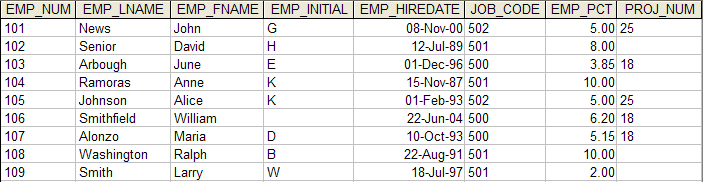 EMP_NUM EMP_LNAME EMP_FNAME EMP_INITIAL EMP_HIREDATE JOB_CODE EMP_PCT PROJ_NUM
101 News John G 08-Nov-00 502 5.00 25
102 Senior David H 12-Jul-89 501 8.00
103 Arbough June E 01-Dec-96 500 3.85 18
104 Ramoras Anne K 15-Nov-87 501 10.00
105 Johnson Alice K 01-Feb-93 502 5.00 25
106 Smithfield William 22-Jun-04 500 6.20 18
107 Alonzo Maria D 10-Oct-93 500 5.15 18
108 Washington Ralph B 22-Aug-91 501 10.00
109 Smith Larry W 18-Jul-97 501 2.00